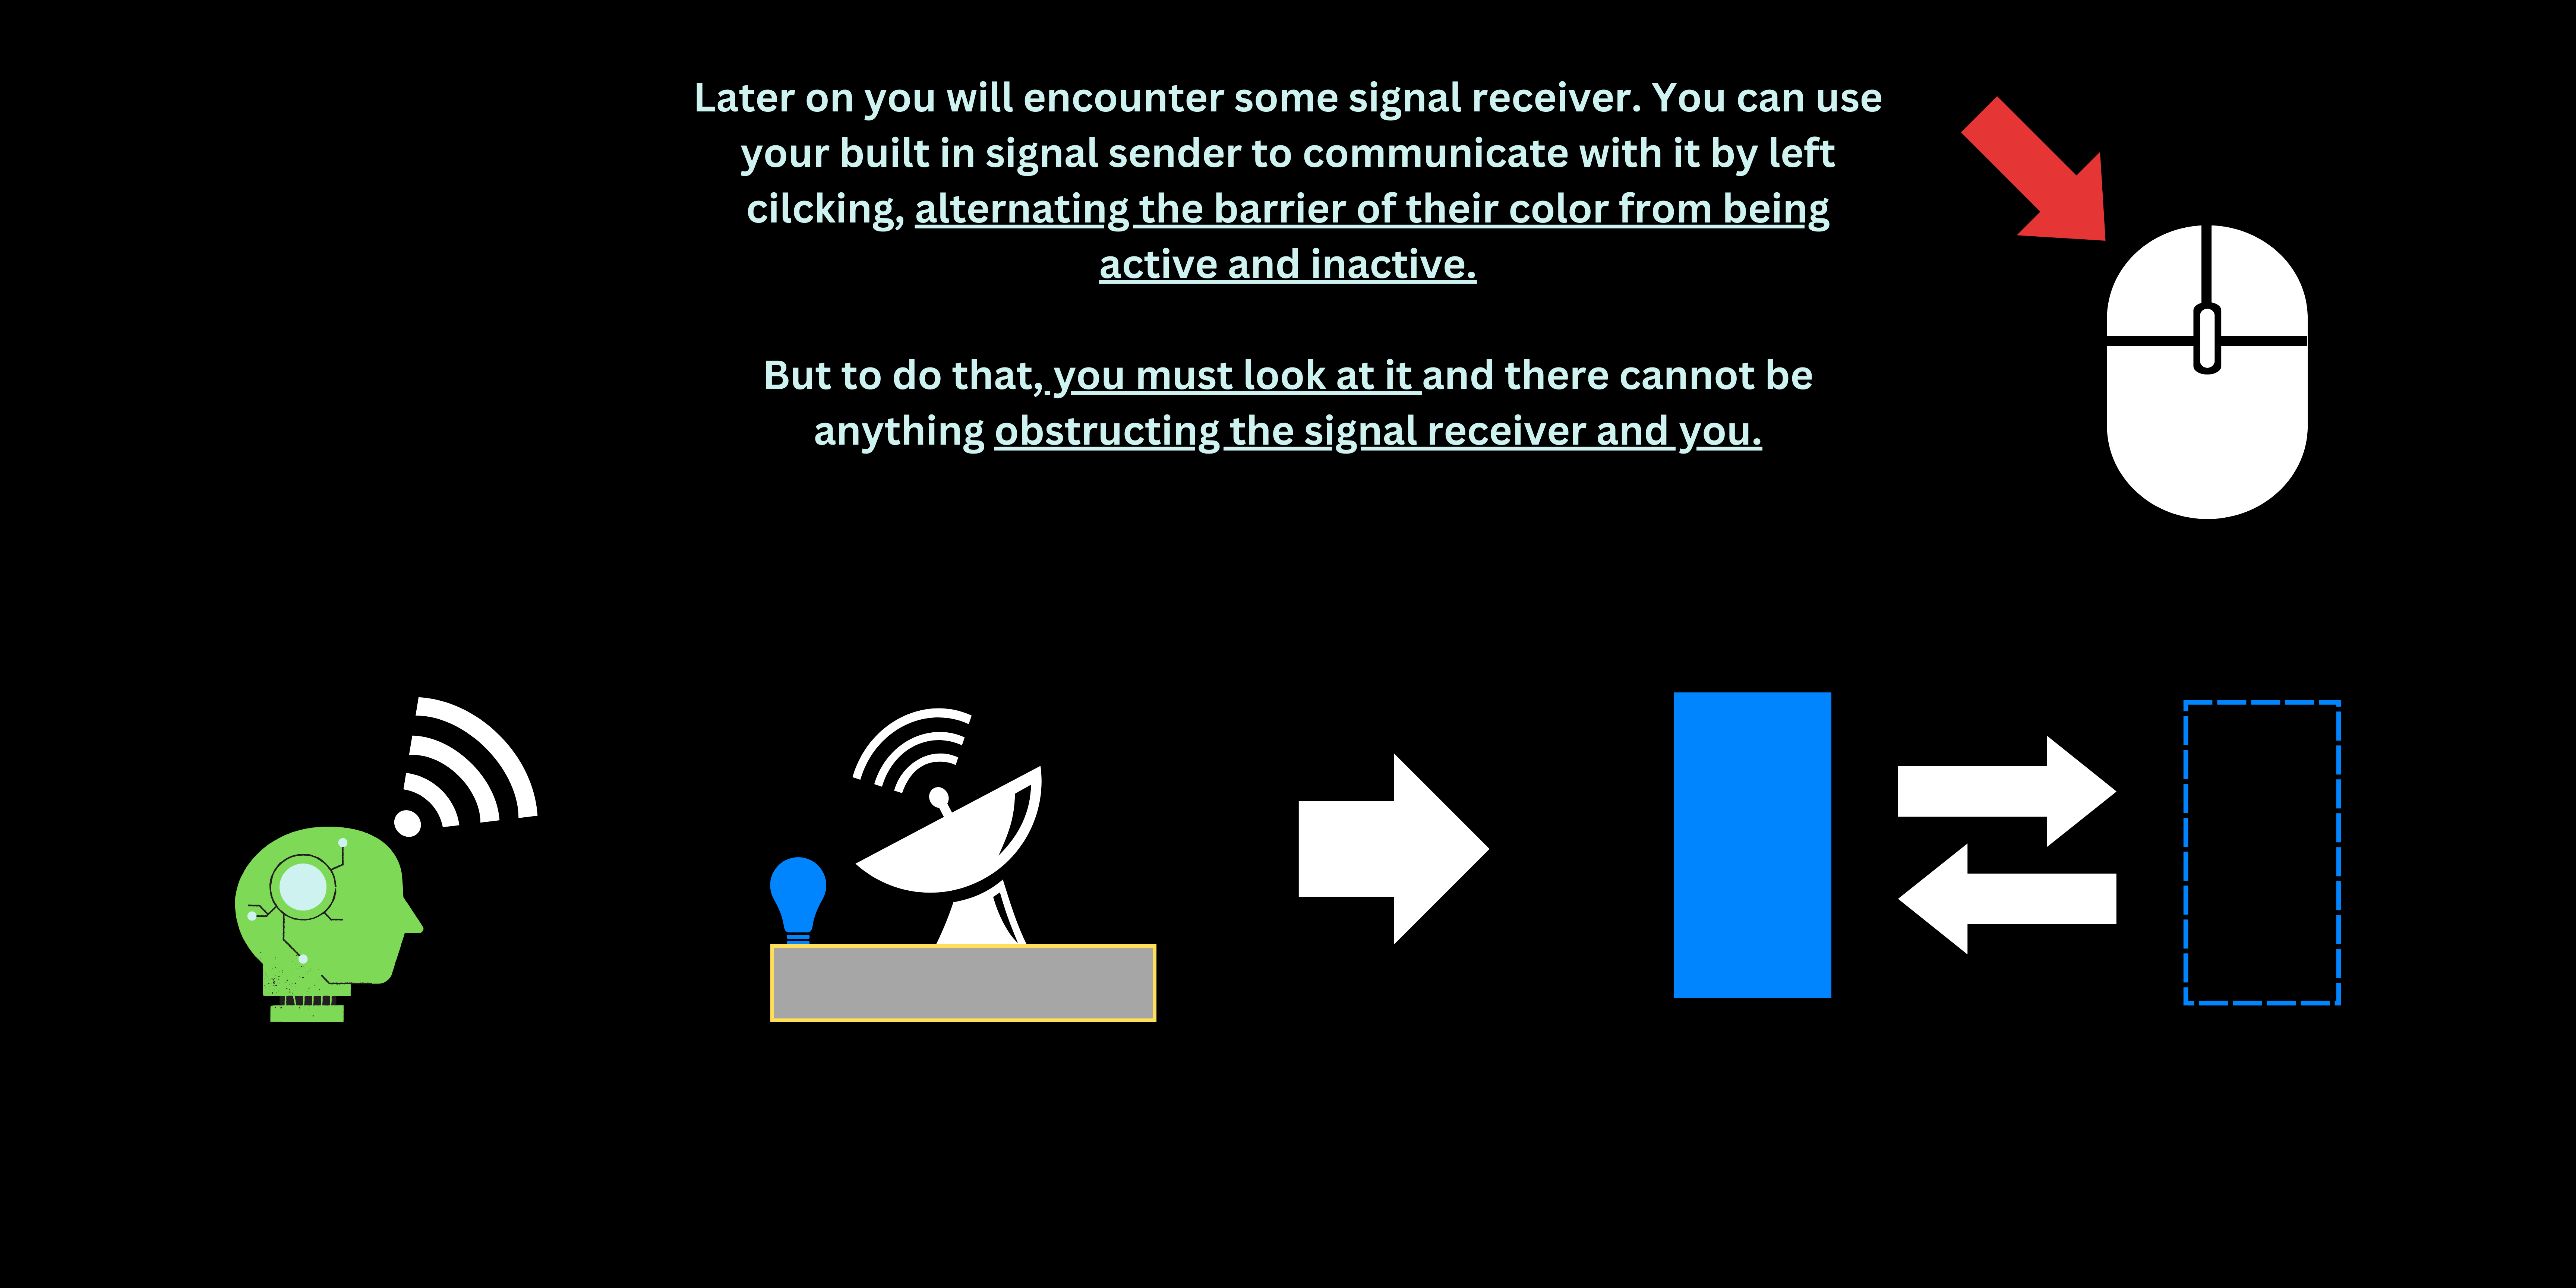 Later on you will encounter some signal receiver. You can use
your built in signal sender to communicate with it by left
cilcking, alternating the barrier of their color from being
active and inactive.
But to do that, you must look at it and there cannot be
anything obstructing the signal receiver and you.